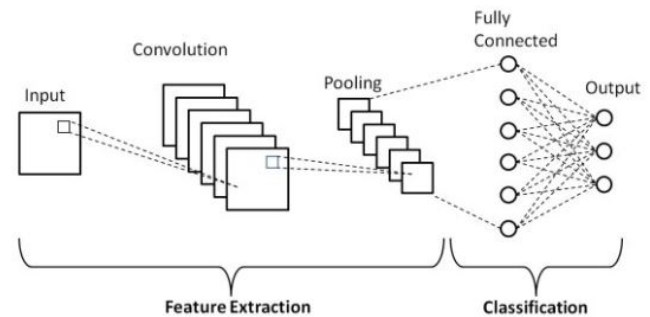 Input
Convolution
Pooling
Fully
Connected
Output
Feature Extraction
Classification